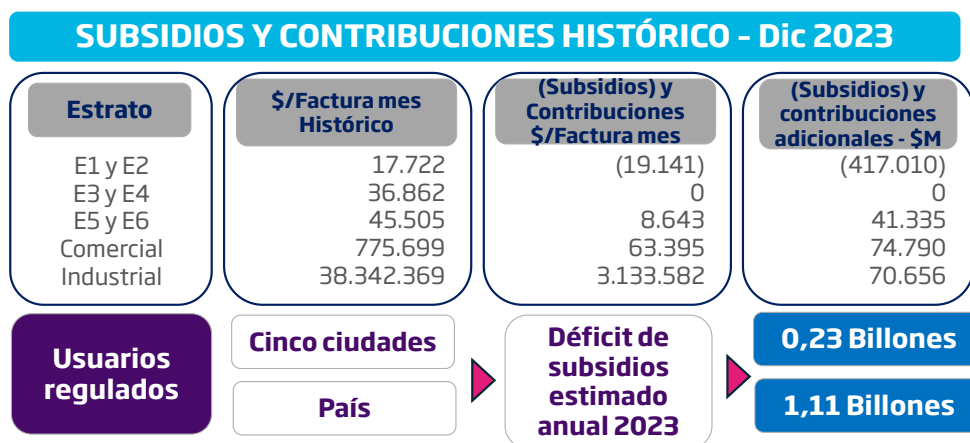 SUBSIDIOS Y CONTRIBUCIONES HISTÓRICO – Dic 2023
Estrato
E1 y E2
E3 y E4
E5 y E6
Comercial
Industrial
$/Factura mes
Histórico
17.722
36.862
45.505
775.699
38.342.369
(Subsidios) y
Contribuciones
$/Factura mes
(19.141)
0
8.643
63.395
3.133.582
(Subsidios) y
contribuciones
adicionales - $M
(417.010)
0
41.335
74.790
70.656
Usuarios
regulados
Cinco ciudades
País
Déficit de
subsidios
estimado
anual 2023
0,23 Billones
1,11 Billones